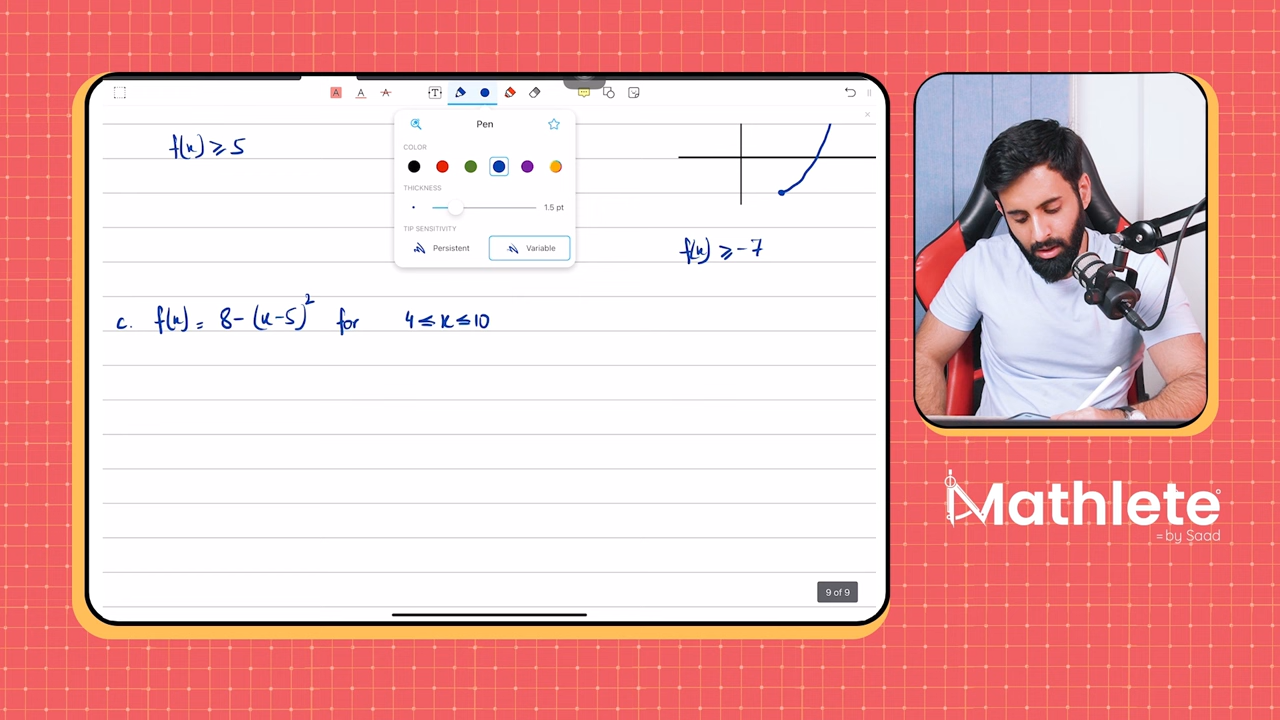 f(x) ⩾ 5
Pen
COLOR
THICKNESS
1.5 pt
TIP SENSITIVITY
Persistent
Variable
f(x) ⩾ -7
c. f(x) = 8 - (x-5)² for 4 ≤ x ≤ 10
9 of 9
Mathlete
= by Saad
A
A
A
T